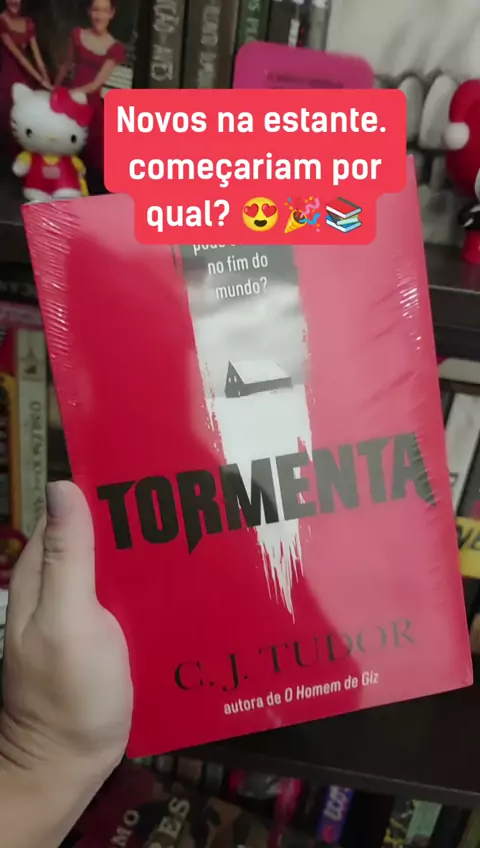 Novos na estante.
começariam por
qual? 😍🎉📚
no fim do
mundo?
TORMENTA
C. J. TUDOR
autora de O Homem de Giz